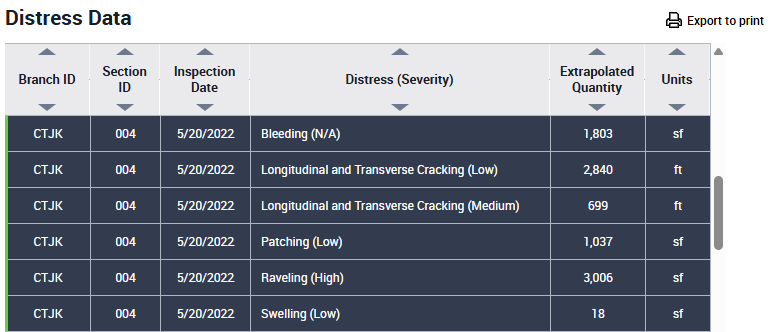 Distress Data
Export to print
Branch ID Section ID Inspection Date Distress (Severity) Extrapolated Quantity Units
CTJK 004 5/20/2022 Bleeding (N/A) 1,803 sf
CTJK 004 5/20/2022 Longitudinal and Transverse Cracking (Low) 2,840 ft
CTJK 004 5/20/2022 Longitudinal and Transverse Cracking (Medium) 699 ft
CTJK 004 5/20/2022 Patching (Low) 1,037 sf
CTJK 004 5/20/2022 Raveling (High) 3,006 sf
CTJK 004 5/20/2022 Swelling (Low) 18 sf